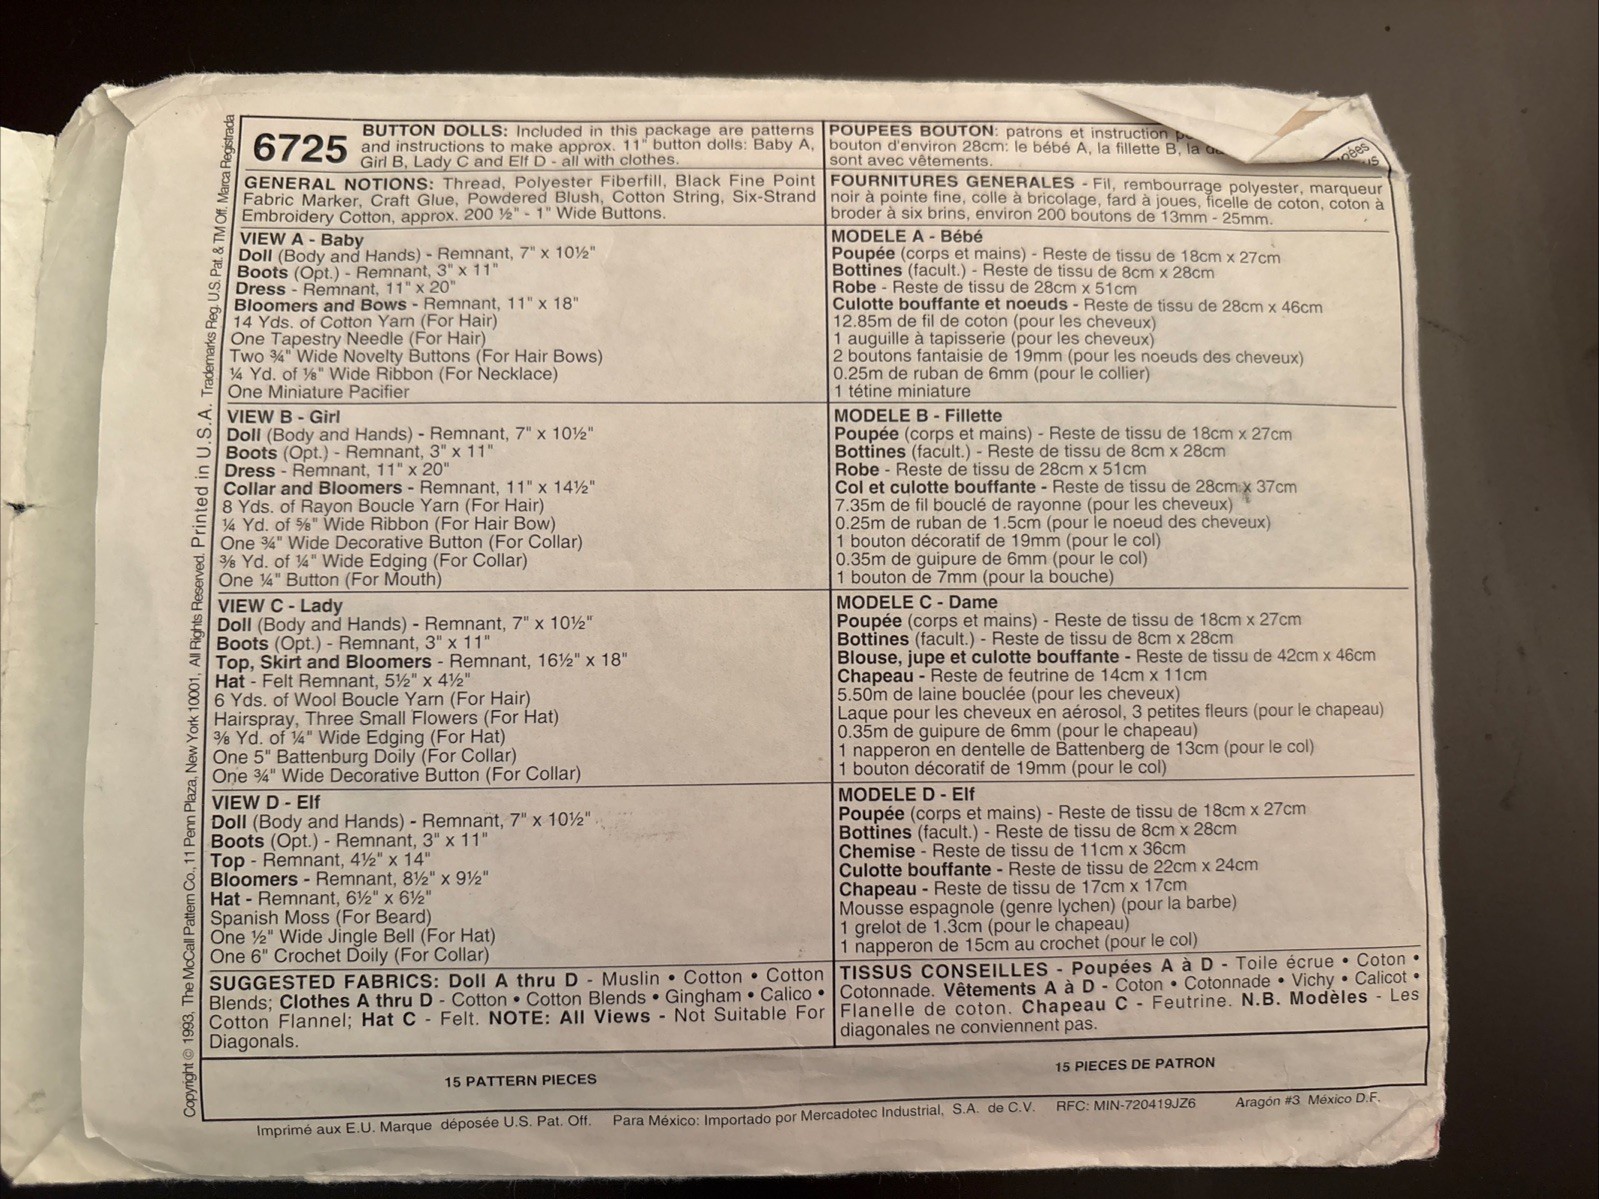 6725
BUTTON DOLLS: Included in this package are patterns
and instructions to make approx. 11" button dolls: Baby A,
Girl B, Lady C and Elf D - all with clothes.
GENERAL NOTIONS: Thread, Polyester Fiberfill, Black Fine Point
Fabric Marker, Craft Glue, Powdered Blush, Cotton String, Six-Strand
Embroidery Cotton, approx. 200 ½" - 1" Wide Buttons.
VIEW A - Baby
Doll (Body and Hands) - Remnant, 7" x 10½"
Boots (Opt.) - Remnant, 3" x 11"
Dress - Remnant, 11" x 20"
Bloomers and Bows - Remnant, 11" x 18"
14 Yds. of Cotton Yarn (For Hair)
One Tapestry Needle (For Hair)
Two ¾" Wide Novelty Buttons (For Hair Bows)
¼ Yd. of ⅛" Wide Ribbon (For Necklace)
One Miniature Pacifier
VIEW B - Girl
Doll (Body and Hands) - Remnant, 7" x 10½"
Boots (Opt.) - Remnant, 3" x 11"
Dress - Remnant, 11" x 20"
Collar and Bloomers - Remnant, 11" x 14½"
8 Yds. of Rayon Boucle Yarn (For Hair)
¼ Yd. of ⅝" Wide Ribbon (For Hair Bow)
One ¾" Wide Decorative Button (For Collar)
⅜ Yd. of ¼" Wide Edging (For Collar)
One ¼" Button (For Mouth)
VIEW C - Lady
Doll (Body and Hands) - Remnant, 7" x 10½"
Boots (Opt.) - Remnant, 3" x 11"
Top, Skirt and Bloomers - Remnant, 16½" x 18"
Hat - Felt Remnant, 5½" x 4½"
6 Yds. of Wool Boucle Yarn (For Hair)
Hairspray, Three Small Flowers (For Hat)
⅜ Yd. of ¼" Wide Edging (For Hat)
One 5" Battenburg Doily (For Collar)
One ¾" Wide Decorative Button (For Collar)
VIEW D - Elf
Doll (Body and Hands) - Remnant, 7" x 10½"
Boots (Opt.) - Remnant, 3" x 11"
Top - Remnant, 4½" x 14"
Bloomers - Remnant, 8½" x 9½"
Hat - Remnant, 6½" x 6½"
Spanish Moss (For Beard)
One ½" Wide Jingle Bell (For Hat)
One 6" Crochet Doily (For Collar)
SUGGESTED FABRICS: Doll A thru D - Muslin • Cotton • Cotton
Blends; Clothes A thru D - Cotton • Cotton Blends • Gingham • Calico •
Cotton Flannel; Hat C - Felt. NOTE: All Views - Not Suitable For
Diagonals.
15 PATTERN PIECES
POUPEES BOUTON: patrons et instruction
bouton d'environ 28cm: le bébé A, la fillette B, la
sont avec vêtements.
FOURNITURES GENERALES - Fil, rembourrage polyester, marqueur
noir à pointe fine, colle à bricolage, fard à joues, ficelle de coton, coton à
broder à six brins, environ 200 boutons de 13mm - 25mm.
MODELE A - Bébé
Poupée (corps et mains) - Reste de tissu de 18cm x 27cm
Bottines (facult.) - Reste de tissu de 8cm x 28cm
Robe - Reste de tissu de 28cm x 51cm
Culotte bouffante et noeuds - Reste de tissu de 28cm x 46cm
12.85m de fil de coton (pour les cheveux)
1 auguille à tapisserie (pour les cheveux)
2 boutons fantaisie de 19mm (pour les noeuds des cheveux)
0.25m de ruban de 6mm (pour le collier)
1 tétine miniature
MODELE B - Fillette
Poupée (corps et mains) - Reste de tissu de 18cm x 27cm
Bottines (facult.) - Reste de tissu de 8cm x 28cm
Robe - Reste de tissu de 28cm x 51cm
Col et culotte bouffante - Reste de tissu de 28cm x 37cm
7.35m de fil bouclé de rayonne (pour les cheveux)
0.25m de ruban de 1.5cm (pour le noeud des cheveux)
1 bouton décoratif de 19mm (pour le col)
0.35m de guipure de 6mm (pour le col)
1 bouton de 7mm (pour la bouche)
MODELE C - Dame
Poupée (corps et mains) - Reste de tissu de 18cm x 27cm
Bottines (facult.) - Reste de tissu de 8cm x 28cm
Blouse, jupe et culotte bouffante - Reste de tissu de 42cm x 46cm
Chapeau - Reste de feutrine de 14cm x 11cm
5.50m de laine bouclée (pour les cheveux)
Laque pour les cheveux en aérosol, 3 petites fleurs (pour le chapeau)
0.35m de guipure de 6mm (pour le chapeau)
1 napperon en dentelle de Battenberg de 13cm (pour le col)
1 bouton décoratif de 19mm (pour le col)
MODELE D - Elf
Poupée (corps et mains) - Reste de tissu de 18cm x 27cm
Bottines (facult.) - Reste de tissu de 8cm x 28cm
Chemise - Reste de tissu de 11cm x 36cm
Culotte bouffante - Reste de tissu de 22cm x 24cm
Chapeau - Reste de tissu de 17cm x 17cm
Mousse espagnole (genre lychen) (pour la barbe)
1 grelot de 1.3cm (pour le chapeau)
1 napperon de 15cm au crochet (pour le col)
TISSUS CONSEILLES - Poupées A à D - Toile écrue • Coton •
Cotonnade. Vêtements A à D - Coton • Cotonnade • Vichy • Calicot •
Flanelle de coton. Chapeau C - Feutrine. N.B. Modèles - Les
diagonales ne conviennent pas.
15 PIECES DE PATRON
Imprimé aux E.U. Marque déposée U.S. Pat. Off. Para México: Importado por Mercadotec Industrial, S.A. de C.V. RFC: MIN-720419JZ6 Aragón #3 México D.F.
Copyright © 1993, The McCall Pattern Co., 11 Penn Plaza, New York 10001, All Rights Reserved. Printed in U.S.A. Trademarks Reg. U.S. Pat. & TM Off. Marca Registrada